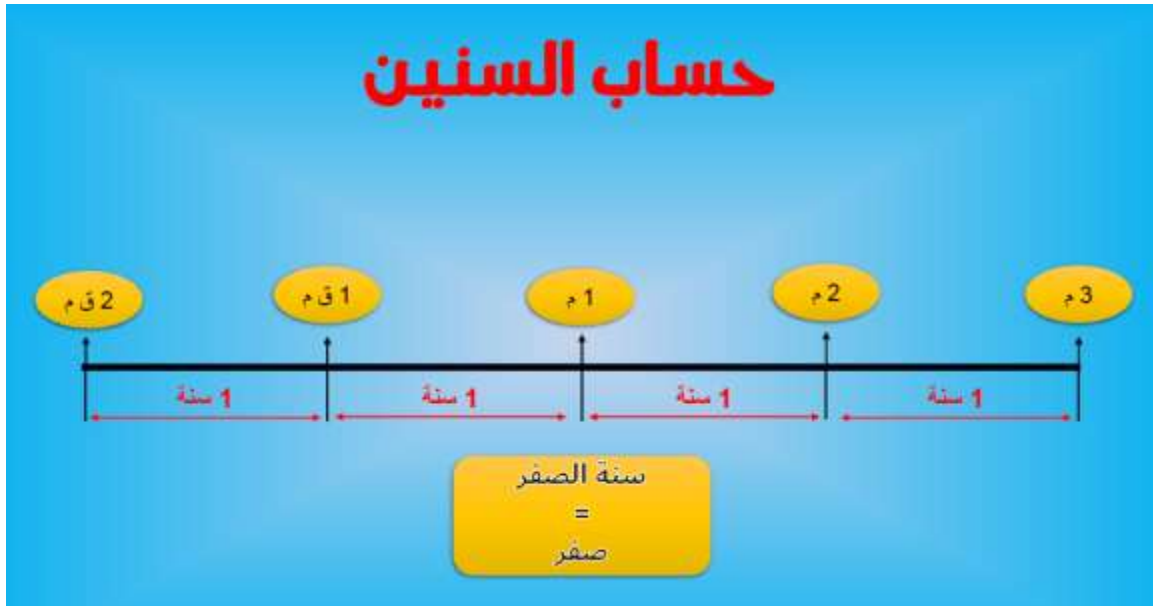 حساب السنين
2 ق م
1 ق م
1 م
2 م
3 م
1 سنة
1 سنة
1 سنة
1 سنة
سنة الصفر
=
صفر